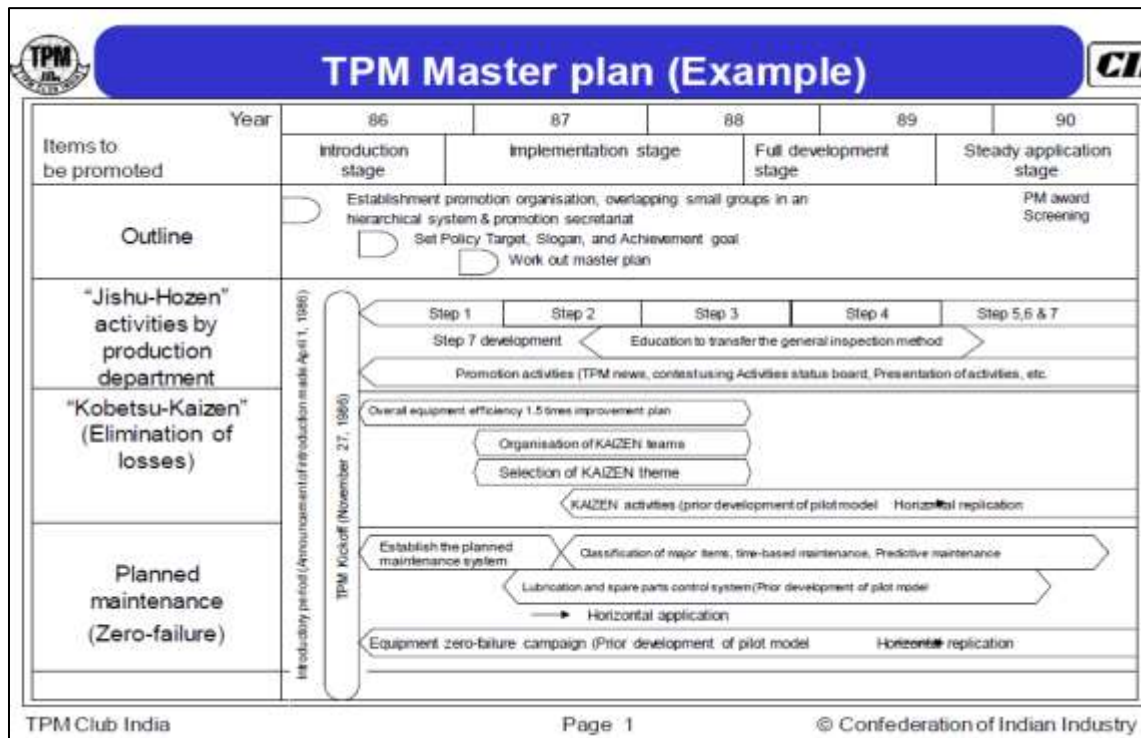 TPM
TPM CLUB INDIA
TPM Master plan (Example)
CII
Year
86
87
88
89
90
Items to
be promoted
Introduction
stage
Implementation stage
Full development
stage
Steady application
stage
Outline
Establishment promotion organisation, overlapping small groups in an
hierarchical system & promotion secretariat
Set Policy Target, Slogan, and Achievement goal
Work out master plan
PM award
Screening
Introductory period (Announcement of introduction made April 1, 1986)
TPM Kickoff (November 27, 1986)
"Jishu-Hozen"
activities by
production
department
Step 1
Step 2
Step 3
Step 4
Step 5,6 & 7
Step 7 development
Education to transfer the general inspection method
Promotion activities (TPM news, contest using Activities status board, Presentation of activities, etc.
"Kobetsu-Kaizen"
(Elimination of
losses)
Overall equipment efficiency 1.5 times improvement plan
Organisation of KAIZEN teams
Selection of KAIZEN theme
KAIZEN activities (prior development of pilot model Horizontal replication
Planned
maintenance
(Zero-failure)
Establish the planned
maintenance system
Classification of major items, time-based maintenance, Predictive maintenance
Lubrication and spare parts control system (Prior development of pilot model
Horizontal application
Equipment zero-failure campaign (Prior development of pilot model Horizontal replication
TPM Club India
Page 1
© Confederation of Indian Industry